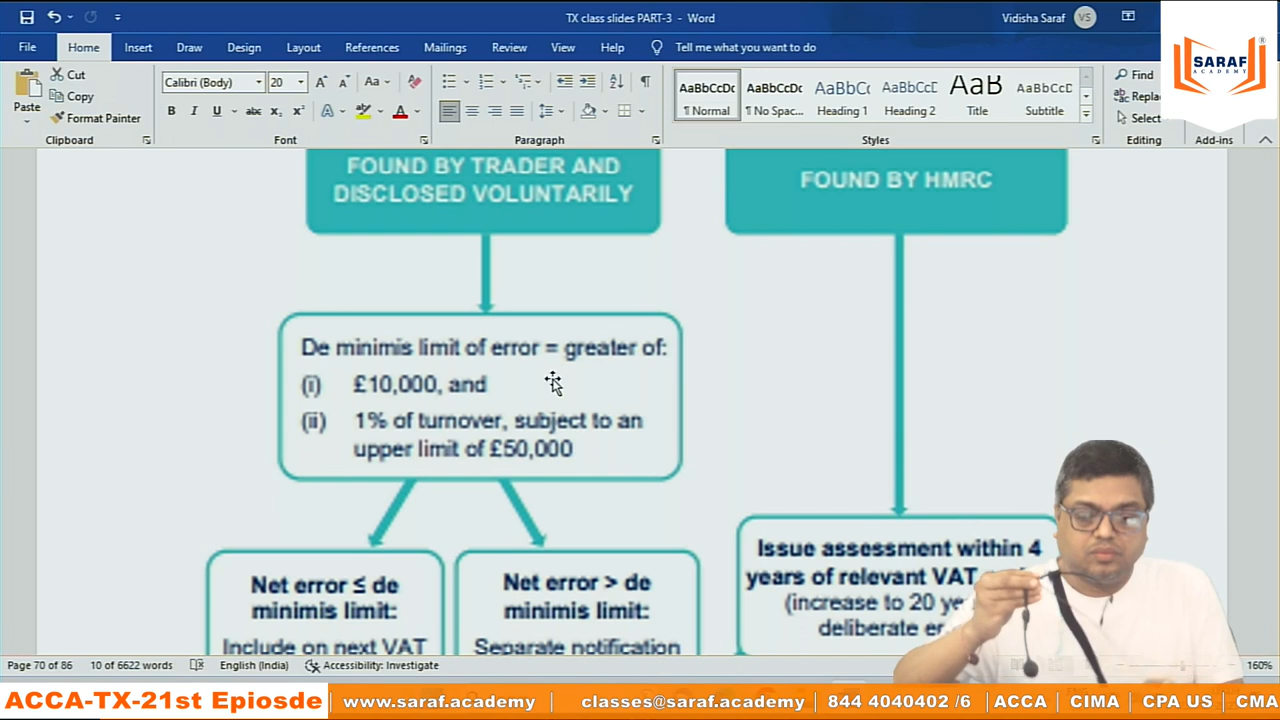 TX class slides PART-3 - Word
Vidisha Saraf
VS
File Home Insert Draw Design Layout References Mailings Review View Help Tell me what you want to do
Paste
Cut
Copy
Format Painter
Clipboard
Calibri (Body) 20
Font
Paragraph
AaBbCcDc AaBbCcDc AaBbCc AaBbCcD AaB AaBbCcD
¶ Normal ¶ No Spac... Heading 1 Heading 2 Title Subtitle
Styles
Find
Select
Editing
Add-ins
SARAF
ACADEMY
FOUND BY TRADER AND
DISCLOSED VOLUNTARILY
FOUND BY HMRC
De minimis limit of error = greater of:
(i) £10,000, and
(ii) 1% of turnover, subject to an
upper limit of £50,000
Net error ≤ de
minimis limit:
Include on next VAT
Net error > de
minimis limit:
Separate notification
Issue assessment within 4
years of relevant VAT
(increase to 20
deliberate
Page 70 of 86 10 of 6622 words English (India) Accessibility: Investigate 160%
ACCA-TX-21st Epiosde www.saraf.academy classes@saraf.academy / 844 4040402 /6 | ACCA | CIMA | CPA US | CMA